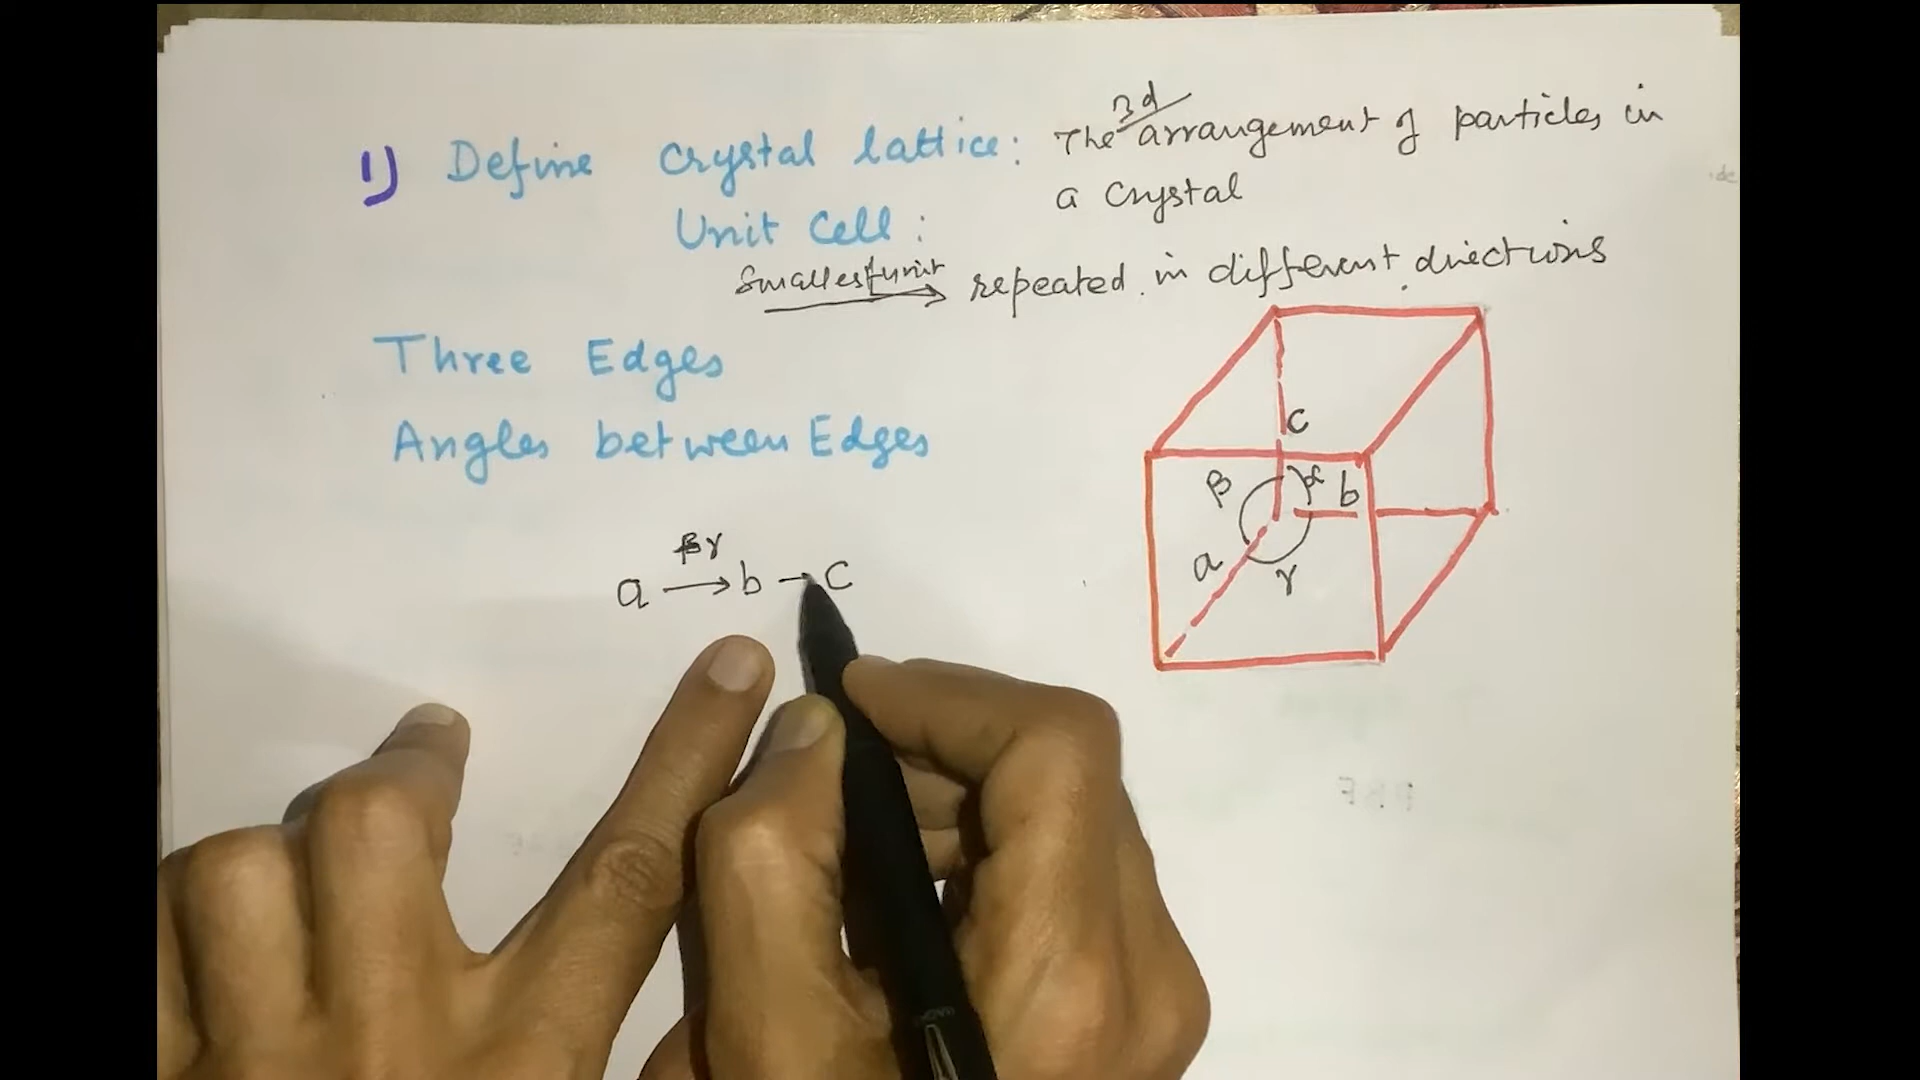 1) Define Crystal lattice: The 3d arrangement of particles in
a Crystal
Unit Cell:
Smallest unit repeated in different directions
Three Edges
Angles between Edges
C
β α b
a γ
γ
a → b → C